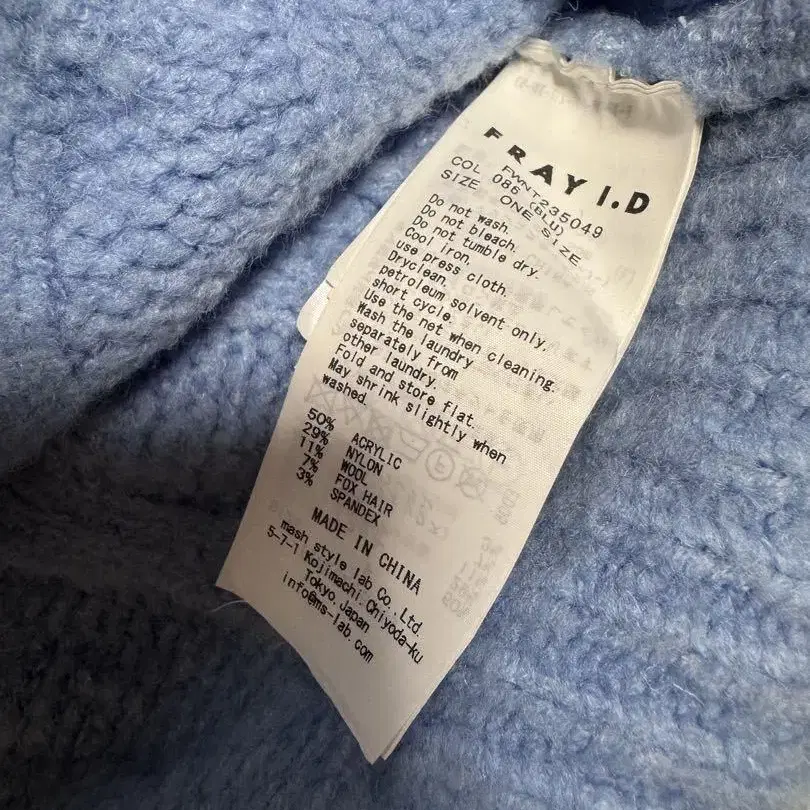 FRAY I.D
FWNT235049
COL 086 (BLU)
SIZE ONE SIZE
Do not wash.
Do not bleach.
Do not tumble dry.
Cool iron.
use press cloth.
Dryclean.
petroleum solvent only.
short cycle.
Use the net when cleaning.
Wash the laundry
separately from
other laundry.
Fold and store flat.
May shrink slightly when
washed.
50% ACRYLIC
29% NYLON
11% WOOL
7% FOX HAIR
3% SPANDEX
MADE IN CHINA
mash style lab Co.,Ltd.
5-7-1 Kojimachi Chiyoda-ku
Tokyo.Japan
info@ms-lab.com